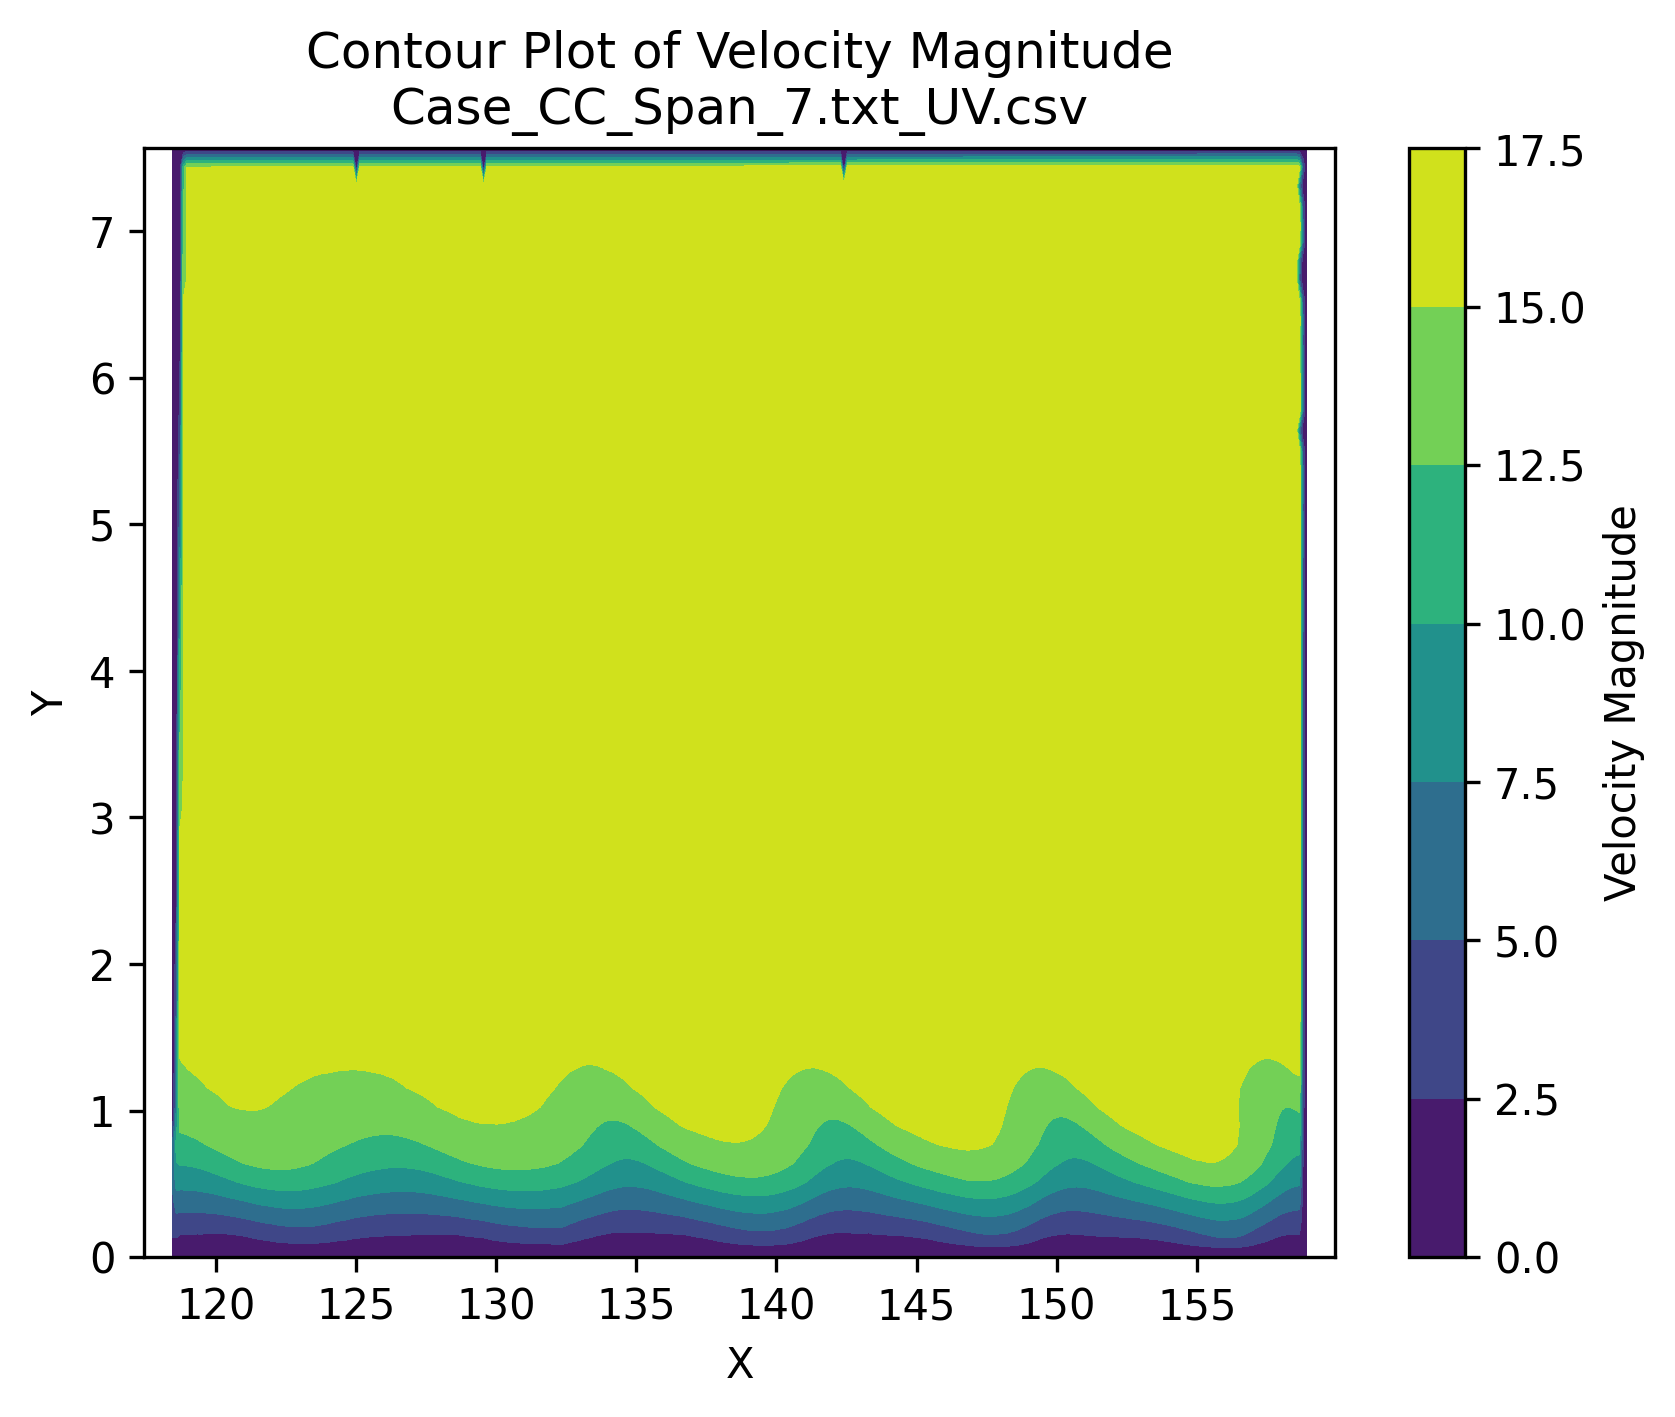 Contour Plot of Velocity Magnitude
Case_CC_Span_7.txt_UV.csv
7
6
5
4
3
2
1
0
Y
120 125 130 135 140 145 150 155
X
17.5
15.0
12.5
10.0
7.5
5.0
2.5
0.0
Velocity Magnitude